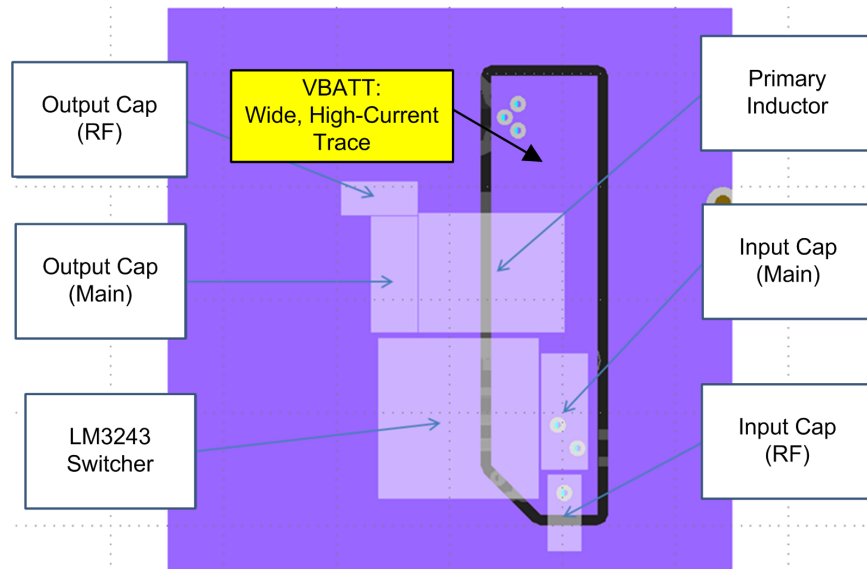 Output Cap
(RF)
VBATT:
Wide, High-Current
Trace
Primary
Inductor
Output Cap
(Main)
Input Cap
(Main)
LM3243
Switcher
Input Cap
(RF)